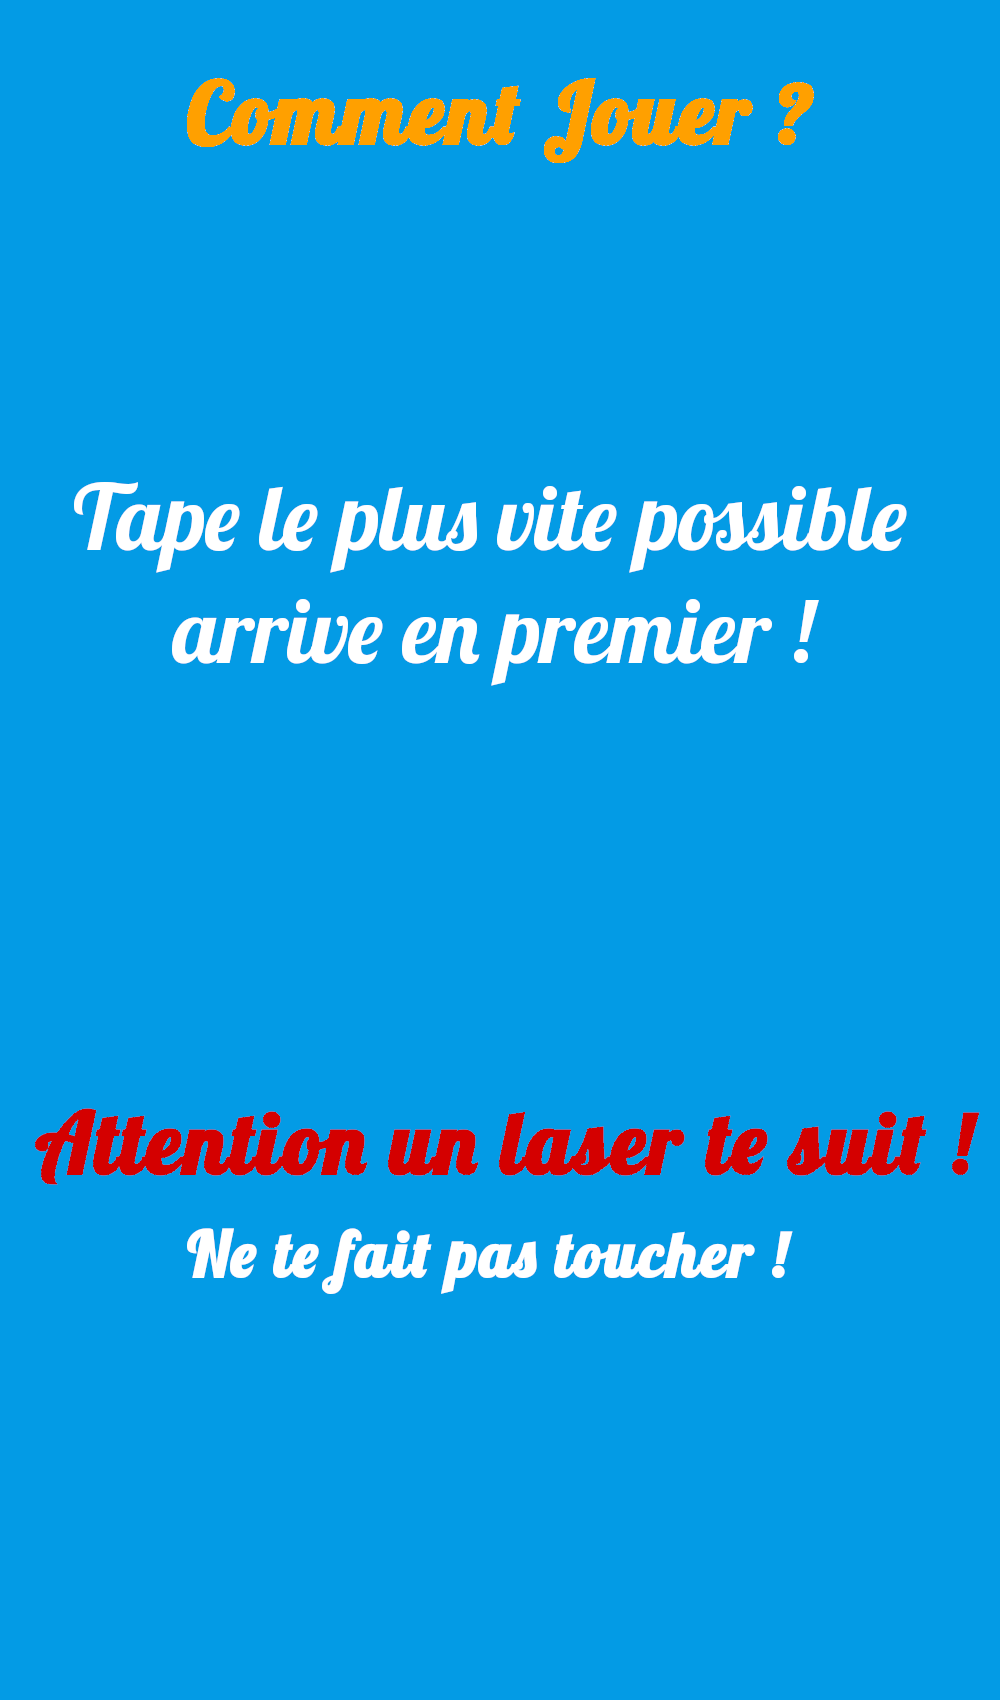 Comment Jouer ?
Tape le plus vite possible
arrive en premier !
Attention un laser te suit !
Ne te fait pas toucher !